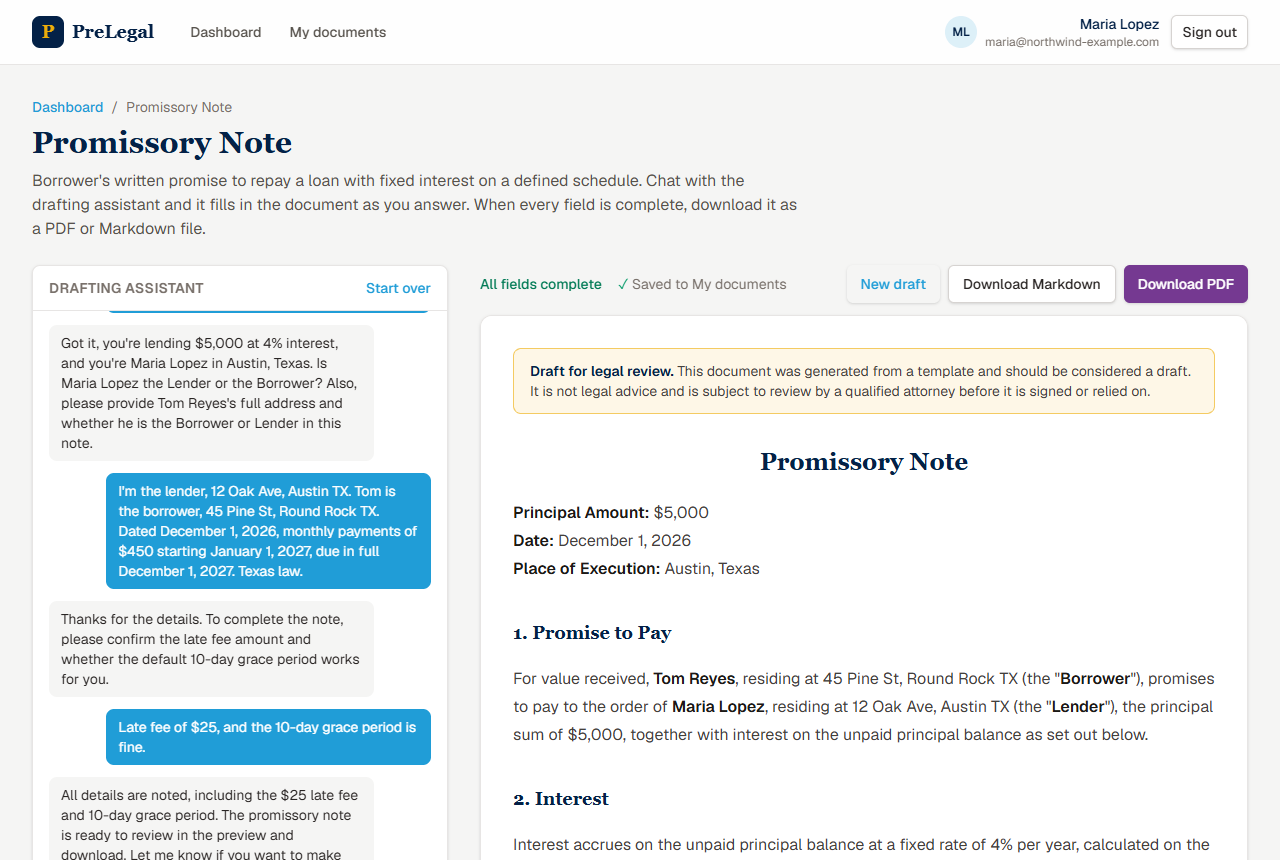 P PreLegal Dashboard My documents ML Maria Lopez Sign out
maria@northwind-example.com
Dashboard / Promissory Note
Promissory Note
Borrower's written promise to repay a loan with fixed interest on a defined schedule. Chat with the
drafting assistant and it fills in the document as you answer. When every field is complete, download it as
a PDF or Markdown file.
DRAFTING ASSISTANT Start over
Got it, you're lending $5,000 at 4% interest,
and you're Maria Lopez in Austin, Texas. Is
Maria Lopez the Lender or the Borrower? Also,
please provide Tom Reyes's full address and
whether he is the Borrower or Lender in this
note.
I'm the lender, 12 Oak Ave, Austin TX. Tom is
the borrower, 45 Pine St, Round Rock TX.
Dated December 1, 2026, monthly payments of
$450 starting January 1, 2027, due in full
December 1, 2027. Texas law.
Thanks for the details. To complete the note,
please confirm the late fee amount and
whether the default 10-day grace period works
for you.
Late fee of $25, and the 10-day grace period is
fine.
All details are noted, including the $25 late fee
and 10-day grace period. The promissory note
is ready to review in the preview and
download. Let me know if you want to make
All fields complete ✓ Saved to My documents New draft Download Markdown Download PDF
Draft for legal review. This document was generated from a template and should be considered a draft.
It is not legal advice and is subject to review by a qualified attorney before it is signed or relied on.
Promissory Note
Principal Amount: $5,000
Date: December 1, 2026
Place of Execution: Austin, Texas
1. Promise to Pay
For value received, Tom Reyes, residing at 45 Pine St, Round Rock TX (the "Borrower"), promises
to pay to the order of Maria Lopez, residing at 12 Oak Ave, Austin TX (the "Lender"), the principal
sum of $5,000, together with interest on the unpaid principal balance as set out below.
2. Interest
Interest accrues on the unpaid principal balance at a fixed rate of 4% per year, calculated on the